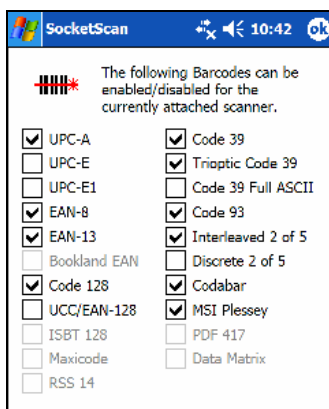 SocketScan 10:42 ok
The following Barcodes can be
enabled/disabled for the
currently attached scanner.
UPC-A
UPC-E
UPC-E1
EAN-8
EAN-13
Bookland EAN
Code 128
UCC/EAN-128
ISBT 128
Maxicode
RSS 14
Code 39
Trioptic Code 39
Code 39 Full ASCII
Code 93
Interleaved 2 of 5
Discrete 2 of 5
Codabar
MSI Plessey
PDF 417
Data Matrix